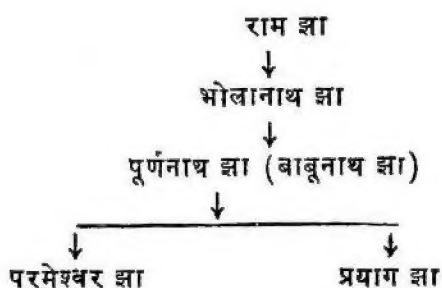 राम झा
भोलानाथ झा
पूर्णनाथ झा (बाबूनाथ झा)
परमेश्वर झा प्रयाग झा